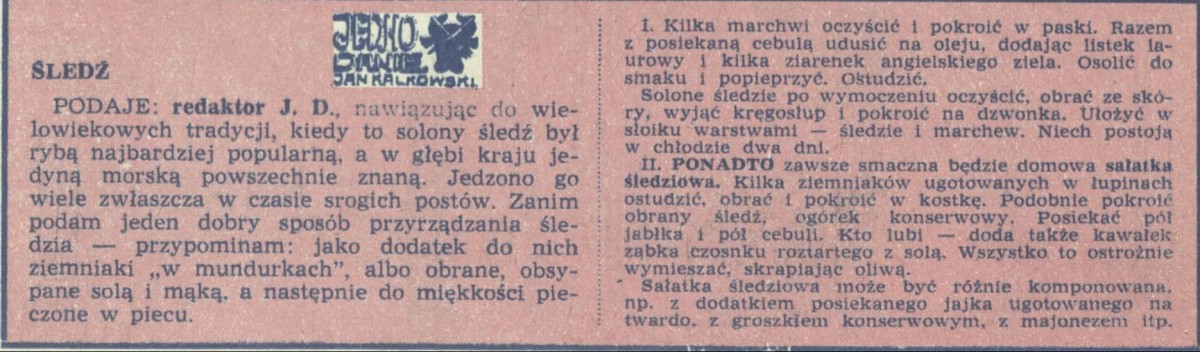 JEDNO
DANIE
JAN KALKOWSKI
ŚLEDŹ
PODAJE: redaktor J. D., nawiązując do wie-
lowiekowych tradycji, kiedy to solony śledź był
rybą najbardziej popularną, a w głębi kraju je-
dyną morską powszechnie znaną. Jedzono go
wiele zwłaszcza w czasie srogich postów. Zanim
podam jeden dobry sposób przyrządzania śle-
dzia — przypominam: jako dodatek do nich
ziemniaki „w mundurkach”, albo obrane, obsy-
pane solą i mąką, a następnie do miękkości pie-
czone w piecu.
I. Kilka marchwi oczyścić i pokroić w paski. Razem
z posiekaną cebulą udusić na oleju, dodając listek la-
urowy i kilka ziarenek angielskiego ziela. Osolić do
smaku i popieprzyć. Ostudzić.
Solone śledzie po wymoczeniu oczyścić, obrać ze skó-
ry, wyjąć kręgosłup i pokroić na dzwonka. Ułożyć w
słoiku warstwami — śledzie i marchew. Niech postoją
w chłodzie dwa dni.
II. PONADTO zawsze smaczna będzie domowa sałatka
śledziowa. Kilka ziemniaków ugotowanych w łupinach
ostudzić, obrać i pokroić w kostkę. Podobnie pokroić
obrany śledź, ogórek konserwowy. Posiekać pół
jabłka i pół cebuli. Kto lubi — doda także kawałek
ząbka czosnku roztartego z solą. Wszystko to ostrożnie
wymieszać, skrapiając oliwą.
Sałatka śledziowa może być różnie komponowana,
np. z dodatkiem posiekanego jajka ugotowanego na
twardo, z groszkiem konserwowym, z majonezem itp.